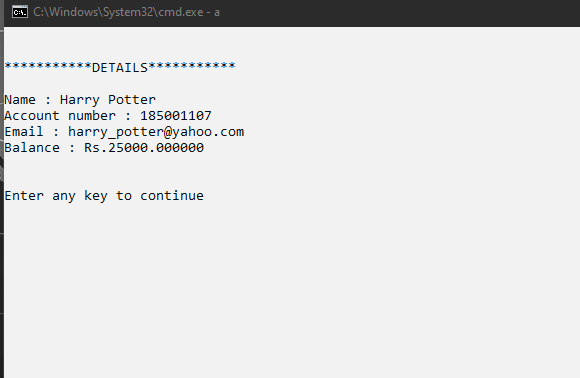 C:\Windows\System32\cmd.exe - a
***********DETAILS***********
Name : Harry Potter
Account number : 185001107
Email : harry_potter@yahoo.com
Balance : Rs.25000.000000
Enter any key to continue